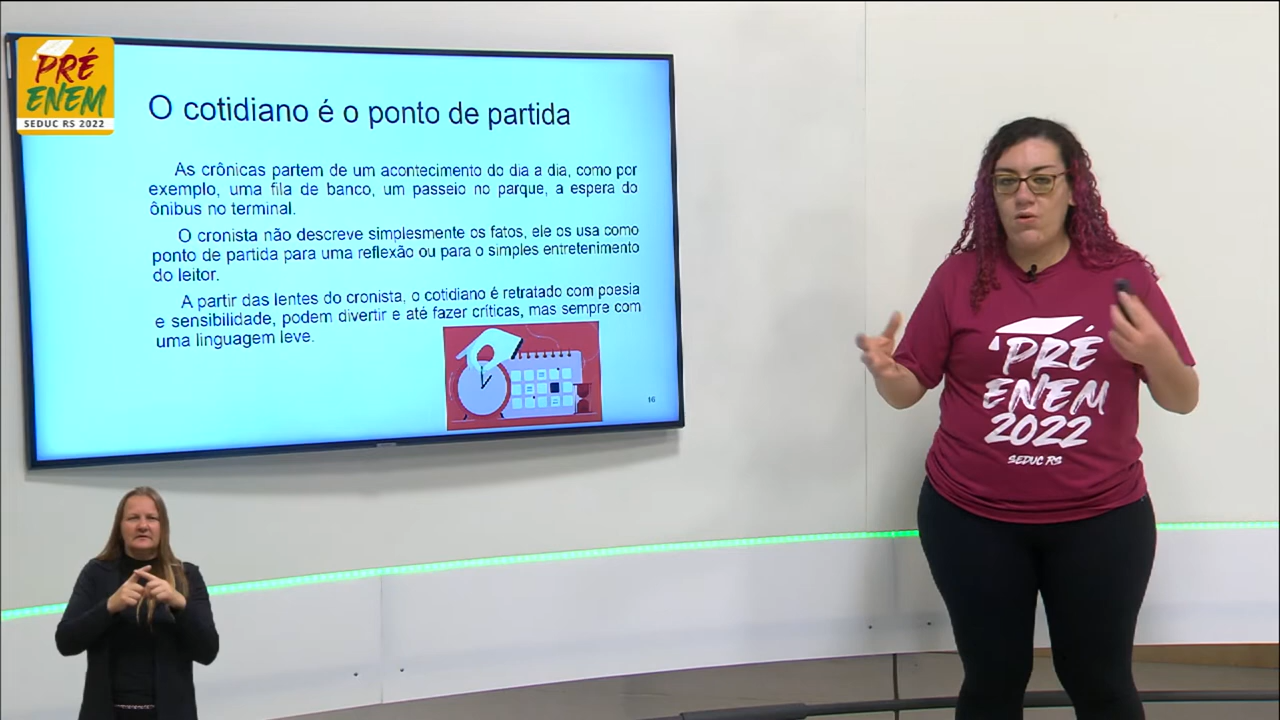 PRÉ
ENEM
SEDUC RS 2022
O cotidiano é o ponto de partida
As crônicas partem de um acontecimento do dia a dia, como por
exemplo, uma fila de banco, um passeio no parque, a espera do
ônibus no terminal.
O cronista não descreve simplesmente os fatos, ele os usa como
ponto de partida para uma reflexão ou para o simples entretenimento
do leitor.
A partir das lentes do cronista, o cotidiano é retratado com poesia
e sensibilidade, podem divertir e até fazer críticas, mas sempre com
uma linguagem leve.
16
PRÉ
ENEM
2022
SEDUC RS